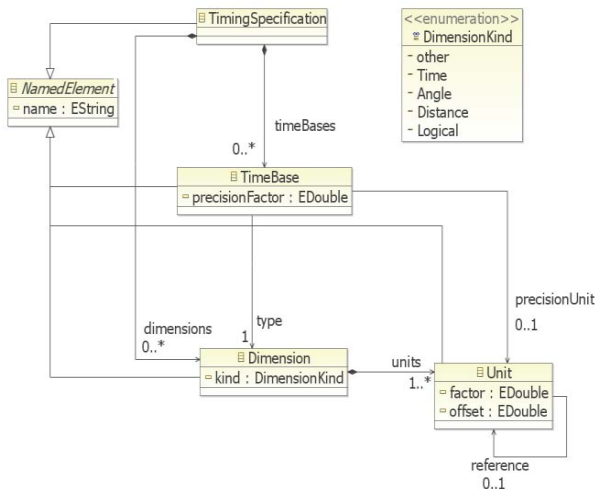 TimingSpecification
<<enumeration>>
DimensionKind
- other
- Time
- Angle
- Distance
- Logical
NamedElement
name : EString
timeBases
0..*
TimeBase
precisionFactor : EDouble
precisionUnit
0..1
dimensions
0..*
type
1
Dimension
kind : DimensionKind
units
1..*
Unit
factor : EDouble
offset : EDouble
reference
0..1